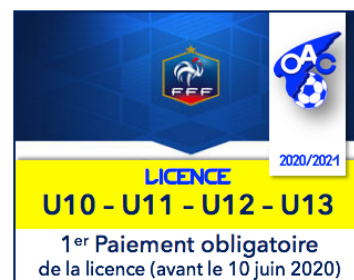 FFF
OAC
2020/2021
LICENCE
U10 - U11 - U12 - U13
1er Paiement obligatoire
de la licence (avant le 10 juin 2020)